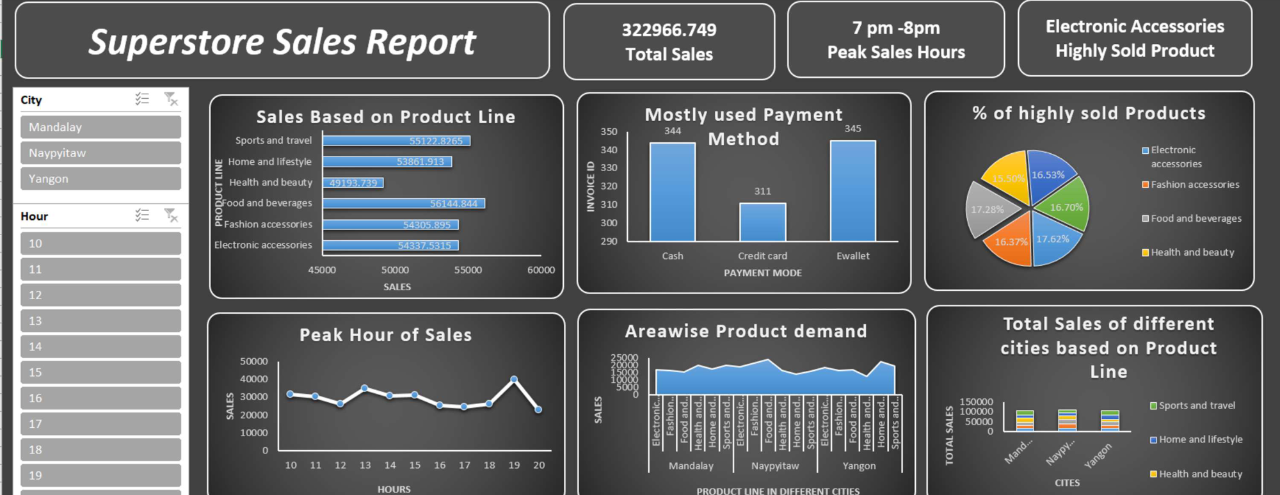 Superstore Sales Report
322966.749
Total Sales
7 pm -8pm
Peak Sales Hours
Electronic Accessories
Highly Sold Product
City
Mandalay
Naypyitaw
Yangon
Hour
10
11
12
13
14
15
16
17
18
19
Sales Based on Product Line
PRODUCT LINE
Sports and travel
55122.8265
Home and lifestyle
53861.913
Health and beauty
49193.739
Food and beverages
56144.844
Fashion accessories
54305.895
Electronic accessories
54337.5315
45000 50000 55000 60000
SALES
Mostly used Payment
Method
INVOICE ID
350
340
330
320
310
300
290
344
311
345
Cash Credit card Ewallet
PAYMENT MODE
% of highly sold Products
15.50%
16.53%
16.70%
17.62%
16.37%
17.28%
Electronic
accessories
Fashion accessories
Food and beverages
Health and beauty
Peak Hour of Sales
SALES
50000
40000
30000
20000
10000
0
10 11 12 13 14 15 16 17 18 19 20
HOURS
Areawise Product demand
SALES
25000
20000
15000
10000
5000
0
Electronic..
Fashion..
Food and..
Health and..
Home and..
Sports and..
Electronic..
Fashion..
Food and..
Health and..
Home and..
Sports and..
Electronic..
Fashion..
Food and..
Health and..
Home and..
Sports and..
Mandalay Naypyitaw Yangon
PRODUCT LINE IN DIFFERENT CITIES
Total Sales of different
cities based on Product
Line
TOTAL SALES
150000
100000
50000
0
Mand...
Naypy...
Yangon
CITES
Sports and travel
Home and lifestyle
Health and beauty